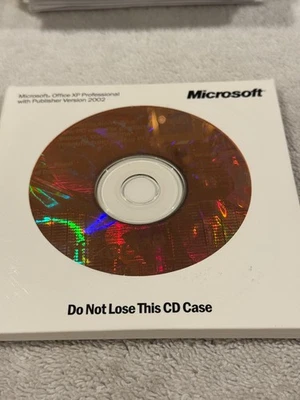 Microsoft® Office XP Professional
with Publisher Version 2002
Microsoft®
Do Not Lose This CD Case